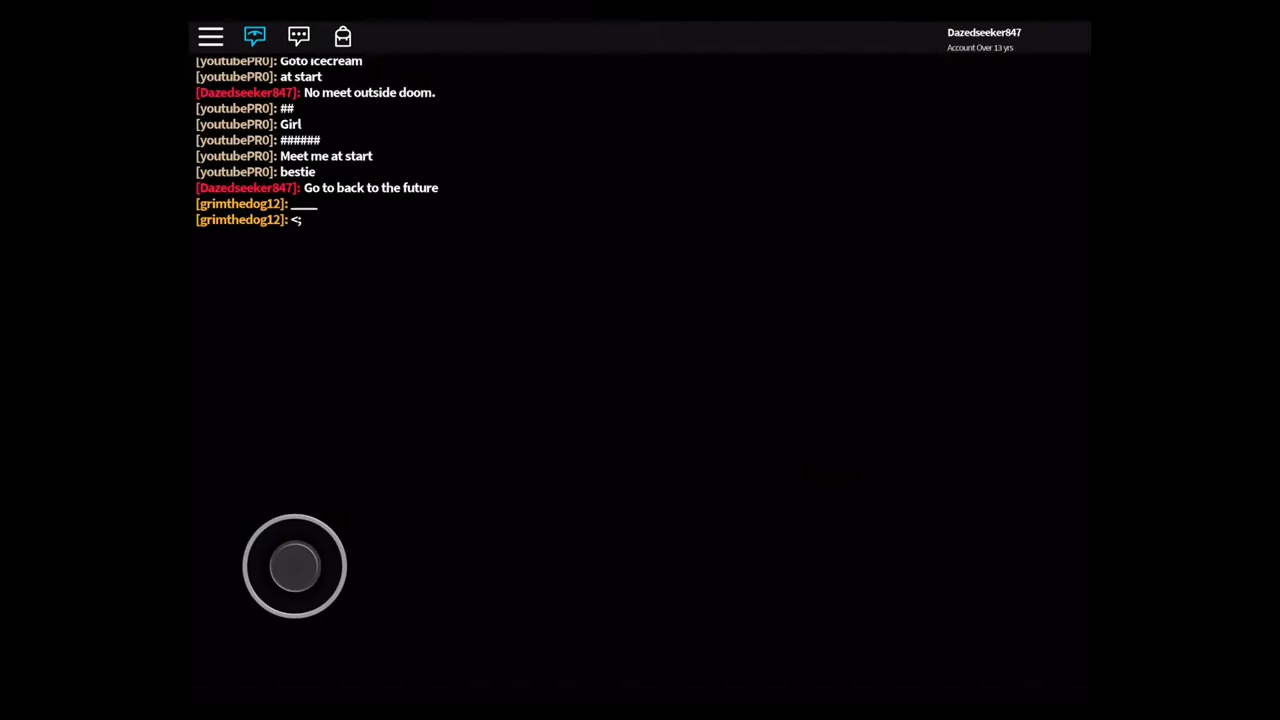 Dazedseeker847
Account Over 13 yrs
[youtubePR0]: Goto icecream
[youtubePR0]: at start
[Dazedseeker847]: No meet outside doom.
[youtubePR0]: ##
[youtubePR0]: Girl
[youtubePR0]: ######
[youtubePR0]: Meet me at start
[youtubePR0]: bestie
[Dazedseeker847]: Go to back to the future
[grimthedog12]: ____
[grimthedog12]: <;